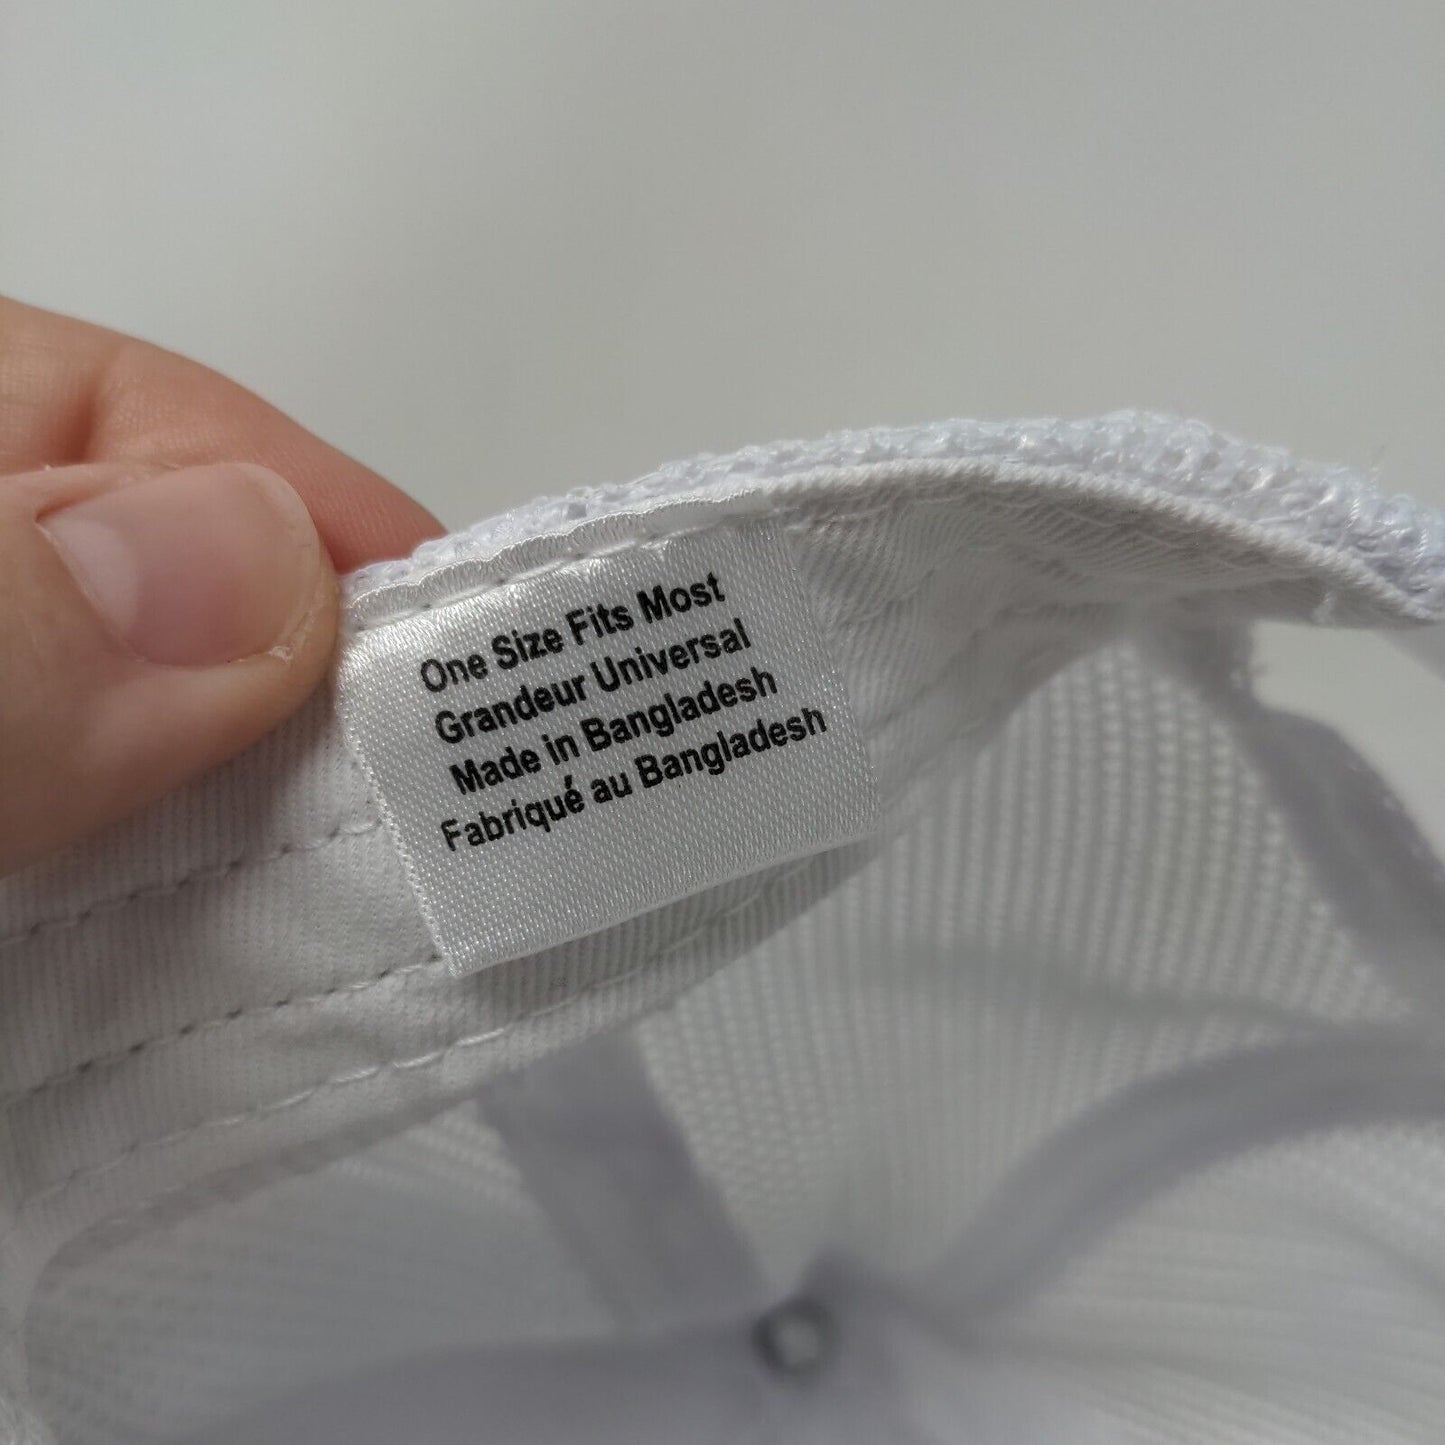 One Size Fits Most
Grandeur Universal
Made in Bangladesh
Fabriqué au Bangladesh